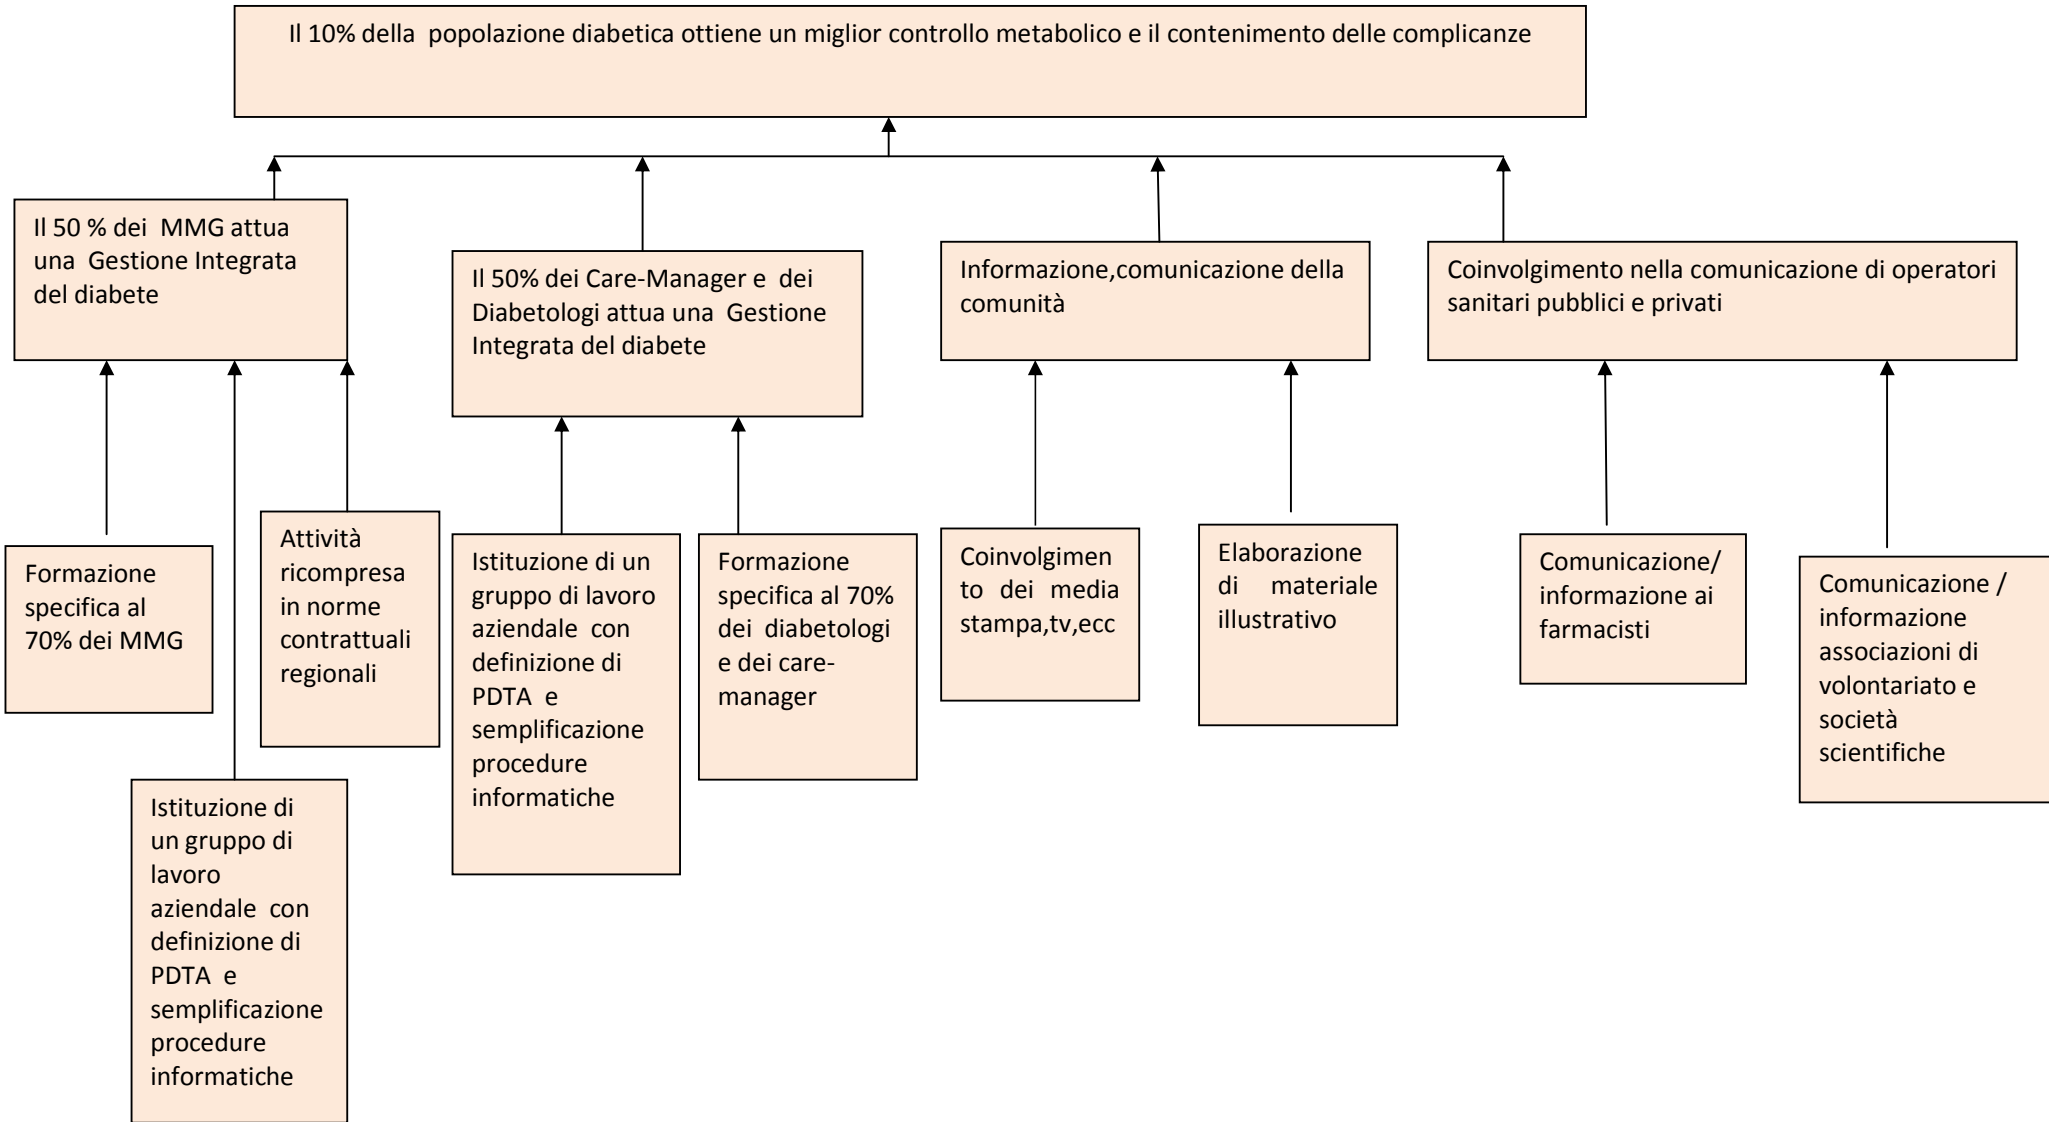 Il 10% della popolazione diabetica ottiene un miglior controllo metabolico e il contenimento delle complicanze
Il 50 % dei MMG attua
una Gestione Integrata
del diabete
Il 50% dei Care-Manager e dei
Diabetologi attua una Gestione
Integrata del diabete
Informazione,comunicazione della
comunità
Coinvolgimento nella comunicazione di operatori
sanitari pubblici e privati
Formazione
specifica al
70% dei MMG
Istituzione di
un gruppo di
lavoro
aziendale con
definizione di
PDTA e
semplificazione
procedure
informatiche
Attività
ricompresa
in norme
contrattuali
regionali
Istituzione di un
gruppo di lavoro
aziendale con
definizione di
PDTA e
semplificazione
procedure
informatiche
Formazione
specifica al 70%
dei diabetologi
e dei care-
manager
Coinvolgimen
to dei media
stampa,tv,ecc
Elaborazione
di materiale
illustrativo
Comunicazione/
informazione ai
farmacisti
Comunicazione /
informazione
associazioni di
volontariato e
società
scientifiche